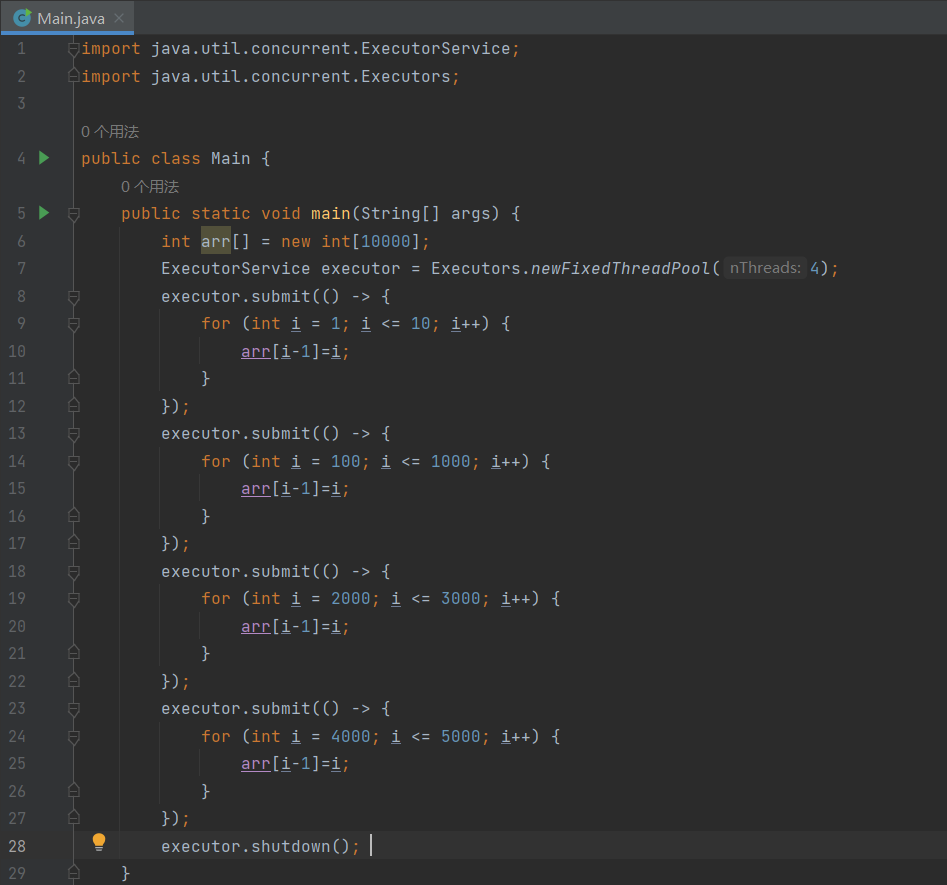 Main.java
1 import java.util.concurrent.ExecutorService;
2 import java.util.concurrent.Executors;
3
0 个用法
4 public class Main {
0 个用法
5 public static void main(String[] args) {
6 int arr[] = new int[10000];
7 ExecutorService executor = Executors.newFixedThreadPool( nThreads: 4);
8 executor.submit(() -> {
9 for (int i = 1; i <= 10; i++) {
10 arr[i-1]=i;
11 }
12 });
13 executor.submit(() -> {
14 for (int i = 100; i <= 1000; i++) {
15 arr[i-1]=i;
16 }
17 });
18 executor.submit(() -> {
19 for (int i = 2000; i <= 3000; i++) {
20 arr[i-1]=i;
21 }
22 });
23 executor.submit(() -> {
24 for (int i = 4000; i <= 5000; i++) {
25 arr[i-1]=i;
26 }
27 });
28 executor.shutdown();
29 }